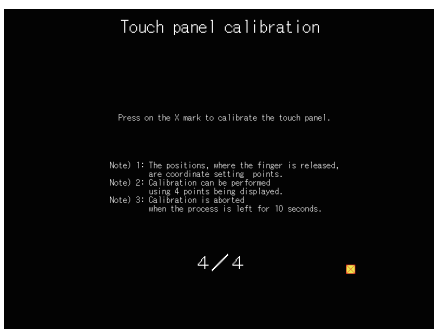 Touch panel calibration
Press on the X mark to calibrate the touch panel.
Note) 1: The positions, where the finger is released,
are coordinate setting points.
Note) 2: Calibration can be performed
using 4 points being displayed.
Note) 3: Calibration is aborted
when the process is left for 10 seconds.
4/4
X